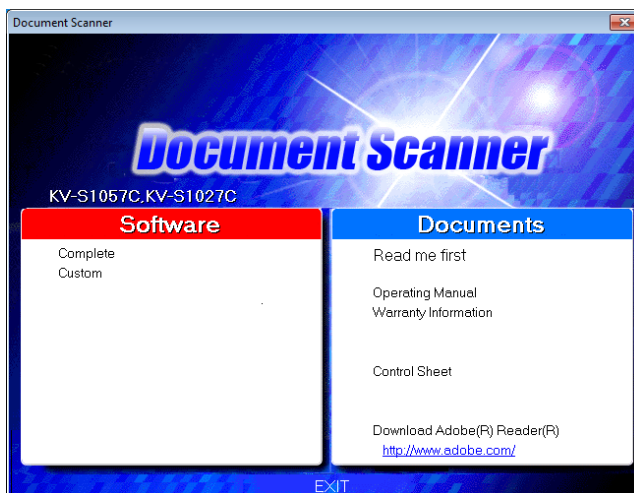 Document Scanner
Document Scanner
KV-S1057C,KV-S1027C
Software
Complete
Custom
Documents
Read me first
Operating Manual
Warranty Information
Control Sheet
Download Adobe(R) Reader(R)
http://www.adobe.com/
EXIT